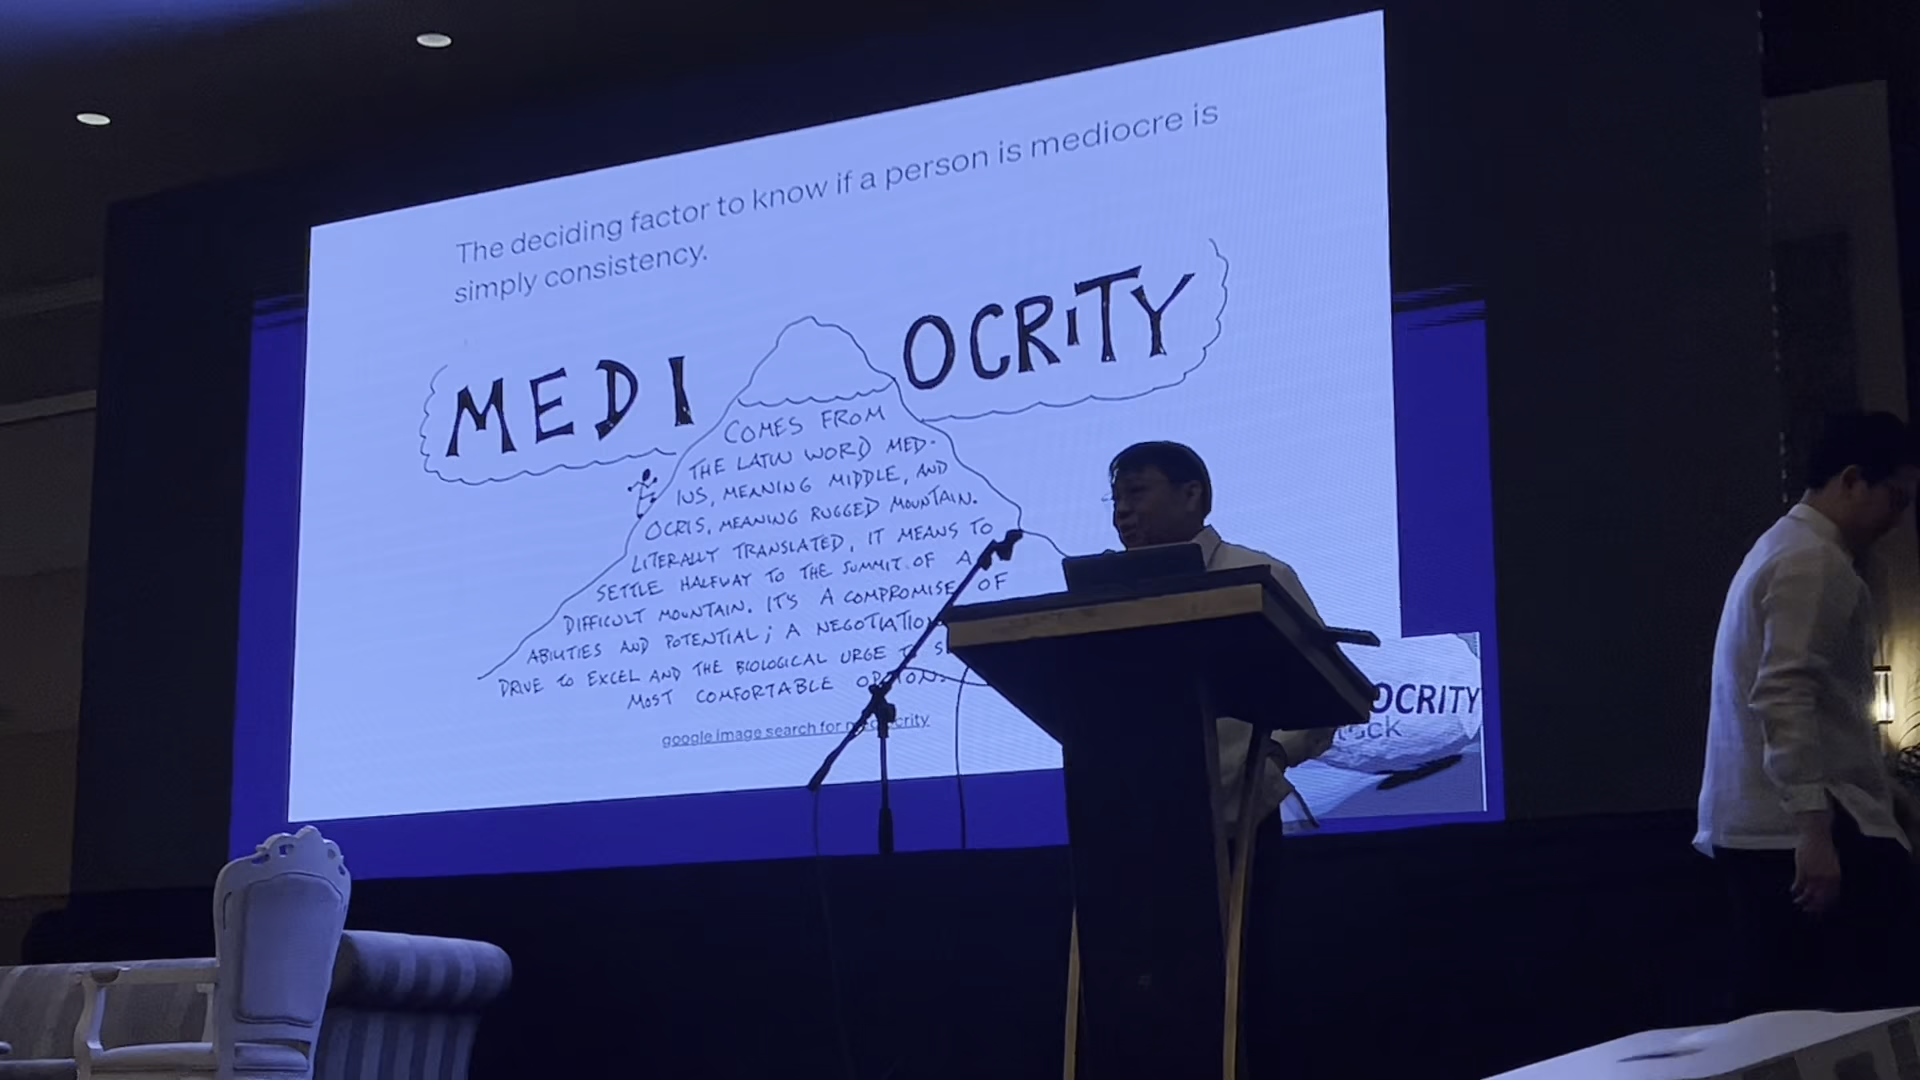 The deciding factor to know if a person is mediocre is
simply consistency.
MEDI OCRiTY
COMES FROM
THE LATIN WORD MED-
IUS, MEANING MIDDLE, AND
OCRIS, MEANING RUGGED MOUNTAIN.
LITERALLY TRANSLATED, IT MEANS TO
SETTLE HALFWAY TO THE SUMMIT OF A
DIFFICULT MOUNTAIN. IT'S A COMPROMISE OF
ABILITIES AND POTENTIAL; A NEGOTIATION
DRIVE TO EXCEL AND THE BIOLOGICAL URGE
MOST COMFORTABLE OPTION.
google image search for mediocrity
OCRITY